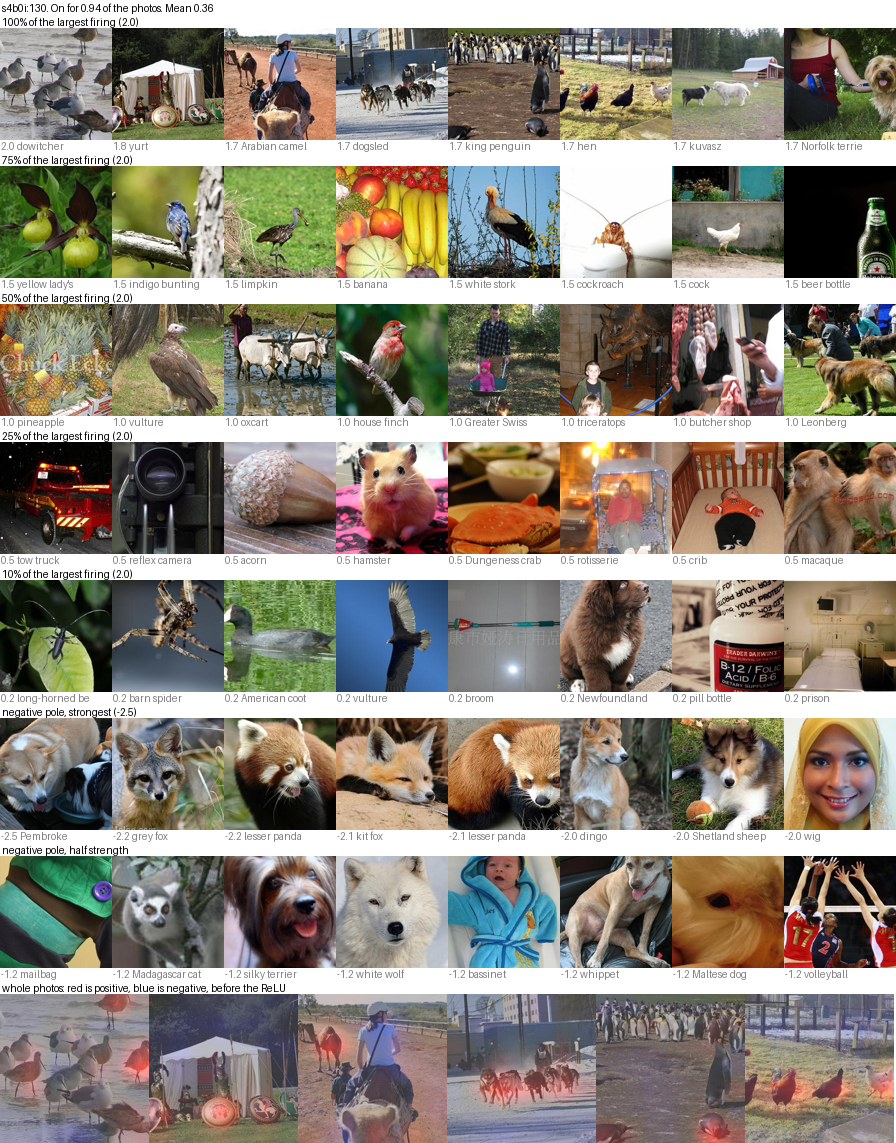 s4b0i:130. On for 0.94 of the photos. Mean 0.36
100% of the largest firing (2.0)
2.0 dowitcher
1.8 yurt
1.7 Arabian camel
1.7 dogsled
1.7 king penguin
1.7 hen
1.7 kuvasz
1.7 Norfolk terrie
75% of the largest firing (2.0)
1.5 yellow lady's
1.5 indigo bunting
1.5 limpkin
1.5 banana
1.5 white stork
1.5 cockroach
1.5 cock
1.5 beer bottle
50% of the largest firing (2.0)
Chuck Ecke
1.0 pineapple
1.0 vulture
1.0 oxcart
1.0 house finch
1.0 Greater Swiss
1.0 triceratops
1.0 butcher shop
1.0 Leonberg
25% of the largest firing (2.0)
0.5 tow truck
0.5 reflex camera
0.5 acorn
0.5 hamster
0.5 Dungeness crab
0.5 rotisserie
0.5 crib
0.5 macaque
10% of the largest firing (2.0)
YOUR PROTE
TRADER DARWIN'S
B-12 / FOLIC
ACID / B-6
0.2 long-horned be
0.2 barn spider
0.2 American coot
0.2 vulture
0.2 broom
0.2 Newfoundland
0.2 pill bottle
0.2 prison
negative pole, strongest (-2.5)
-2.5 Pembroke
-2.2 grey fox
-2.2 lesser panda
-2.1 kit fox
-2.1 lesser panda
-2.0 dingo
-2.0 Shetland sheep
-2.0 wig
negative pole, half strength
17
2
-1.2 mailbag
-1.2 Madagascar cat
-1.2 silky terrier
-1.2 white wolf
-1.2 bassinet
-1.2 whippet
-1.2 Maltese dog
-1.2 volleyball
whole photos: red is positive, blue is negative, before the ReLU